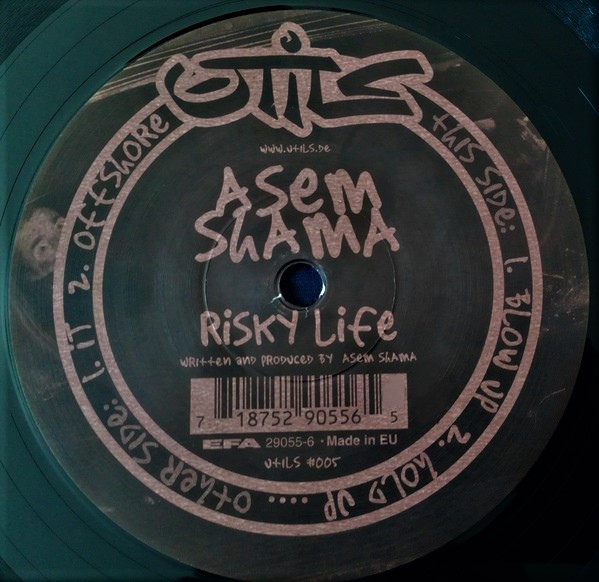 UTILS
www.UTILS.DE
ASem
SHAMA
RiSKY Life
WRitten anD PRODUCeD BY ASem SHAMA
7 18752 90556 5
EFA 29055-6 · Made in EU
UTILS #005
this SiDe: 1. BLOW UP 2. HOLD UP ..... OtHeR SiDe: 1. iT 2. OffSHORe